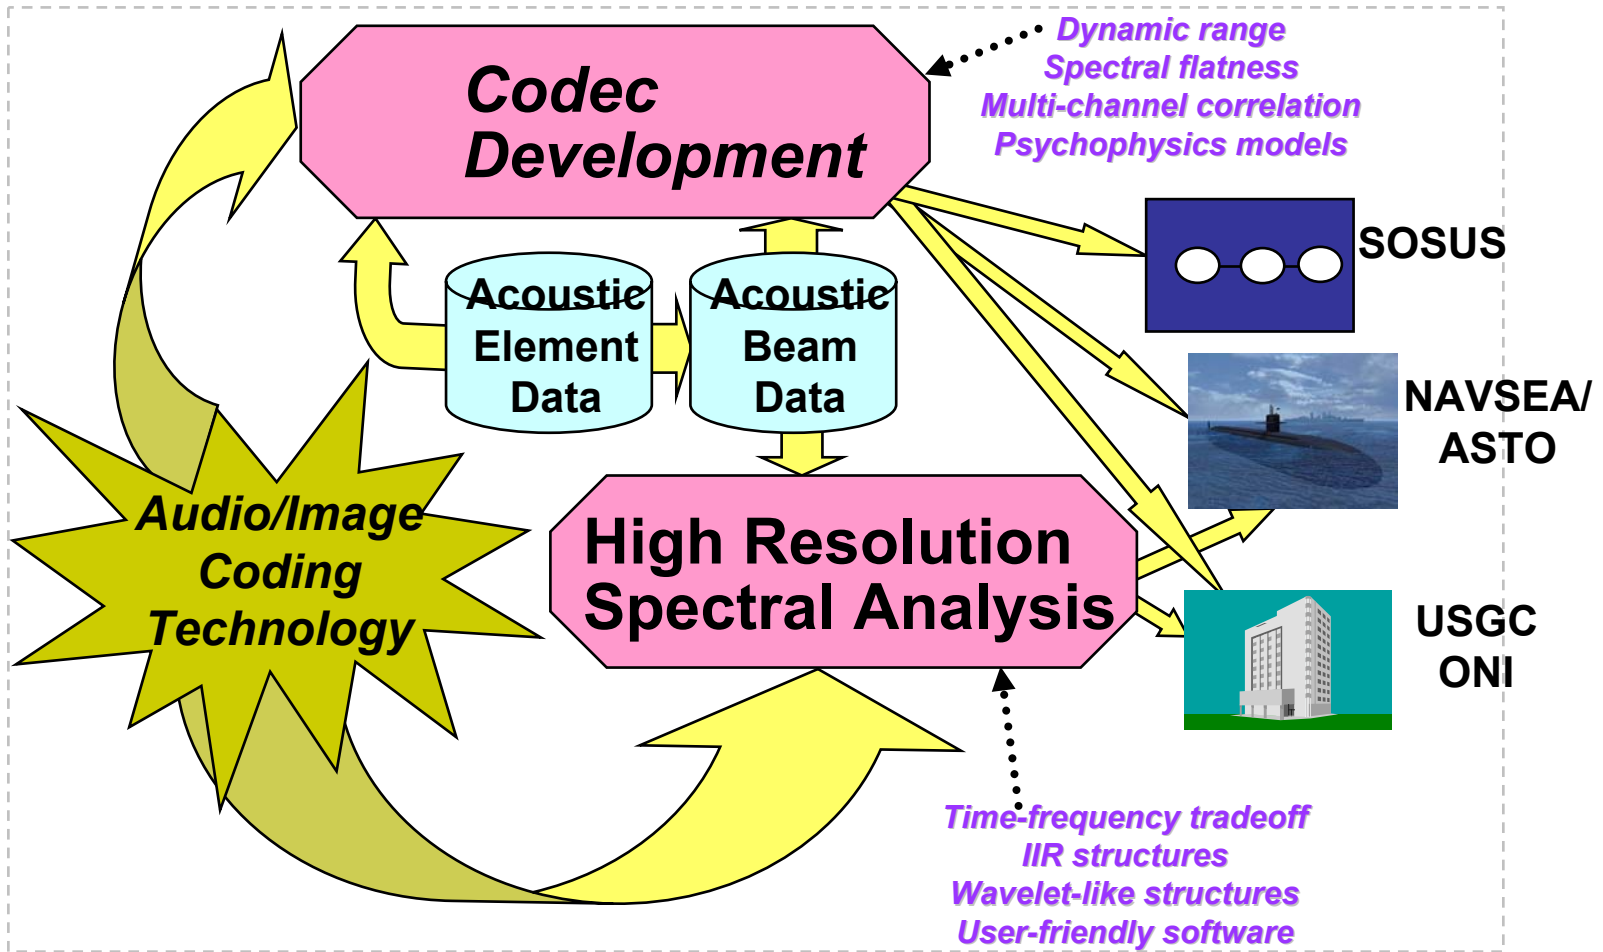 Dynamic range
Spectral flatness
Multi-channel correlation
Psychophysics models
Codec
Development
SOSUS
Acoustic
Element
Data
Acoustic
Beam
Data
NAVSEA/
ASTO
Audio/Image
Coding
Technology
High Resolution
Spectral Analysis
USGC
ONI
Time-frequency tradeoff
IIR structures
Wavelet-like structures
User-friendly software